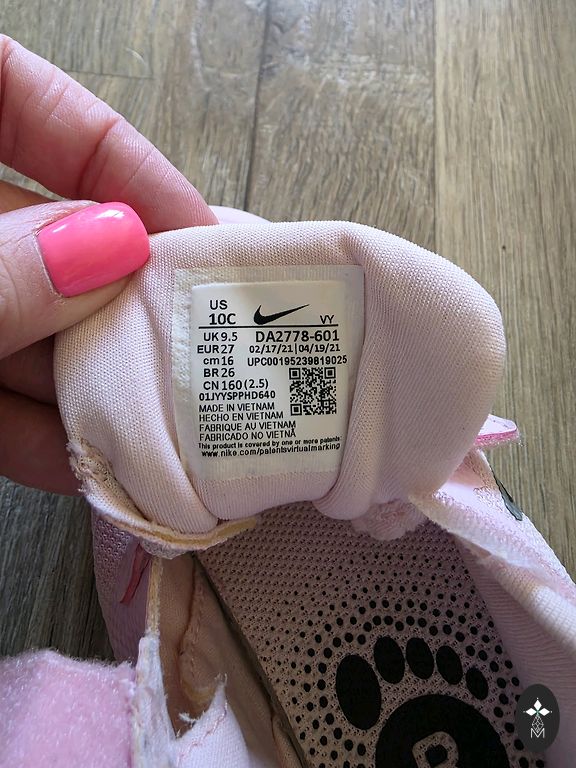 US
10C VY
UK 9.5 DA2778-601
EUR 27 02/17/21 | 04/19/21
cm 16 UPC00195239819025
BR 26
CN 160 (2.5)
01JYYSPPHD640
MADE IN VIETNAM
HECHO EN VIETNAM
FABRIQUE AU VIETNAM
FABRICADO NO VIETNÃ
This product is covered by one or more patents
www.nike.com/patentsvirtualmarking
M